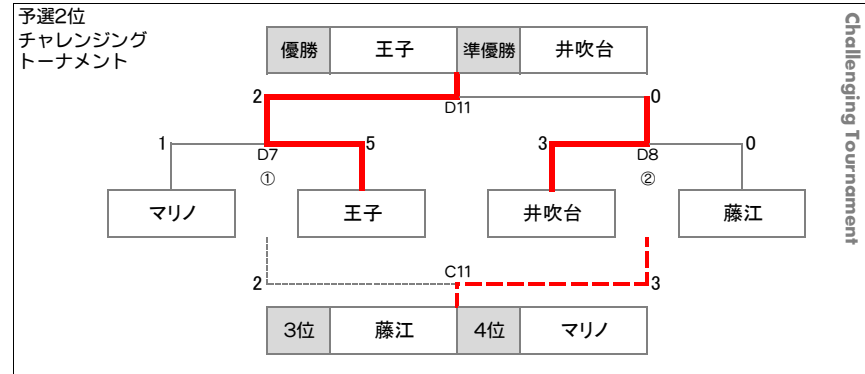 予選2位
チャレンジング
トーナメント
Challenging Tournament
優勝 王子 準優勝 井吹台
2 0
D11
1 5 3 0
D7 D8
① ②
マリノ 王子 井吹台 藤江
C11
2 3
3位 藤江 4位 マリノ